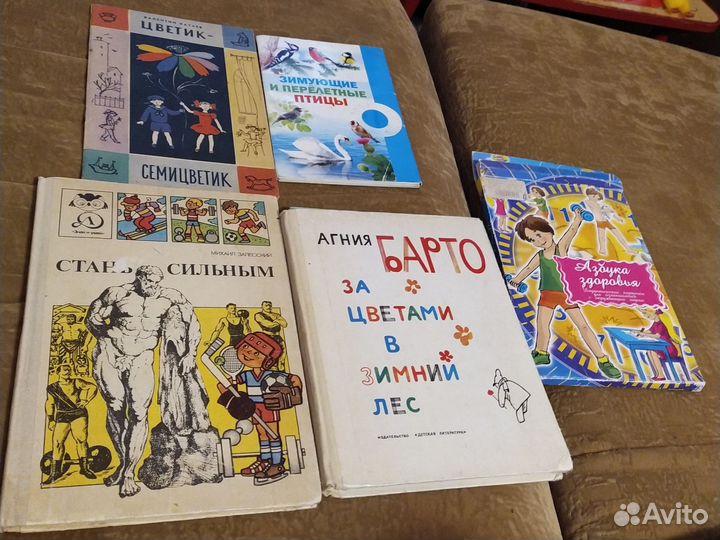 ВАЛЕНТИН КАТАЕВ
ЦВЕТИК-
СЕМИЦВЕТИК
ЗИМУЮЩИЕ
И ПЕРЕЛЕТНЫЕ
ПТИЦЫ
МИХАИЛ ЗАЛЕССКИЙ
СТАНЬ СИЛЬНЫМ
АГНИЯ БАРТО
ЗА
ЦВЕТАМИ
В
ЗИМНИЙ
ЛЕС
«ИЗДАТЕЛЬСТВО «ДЕТСКАЯ ЛИТЕРАТУРА»
Азбука
здоровья
Avito